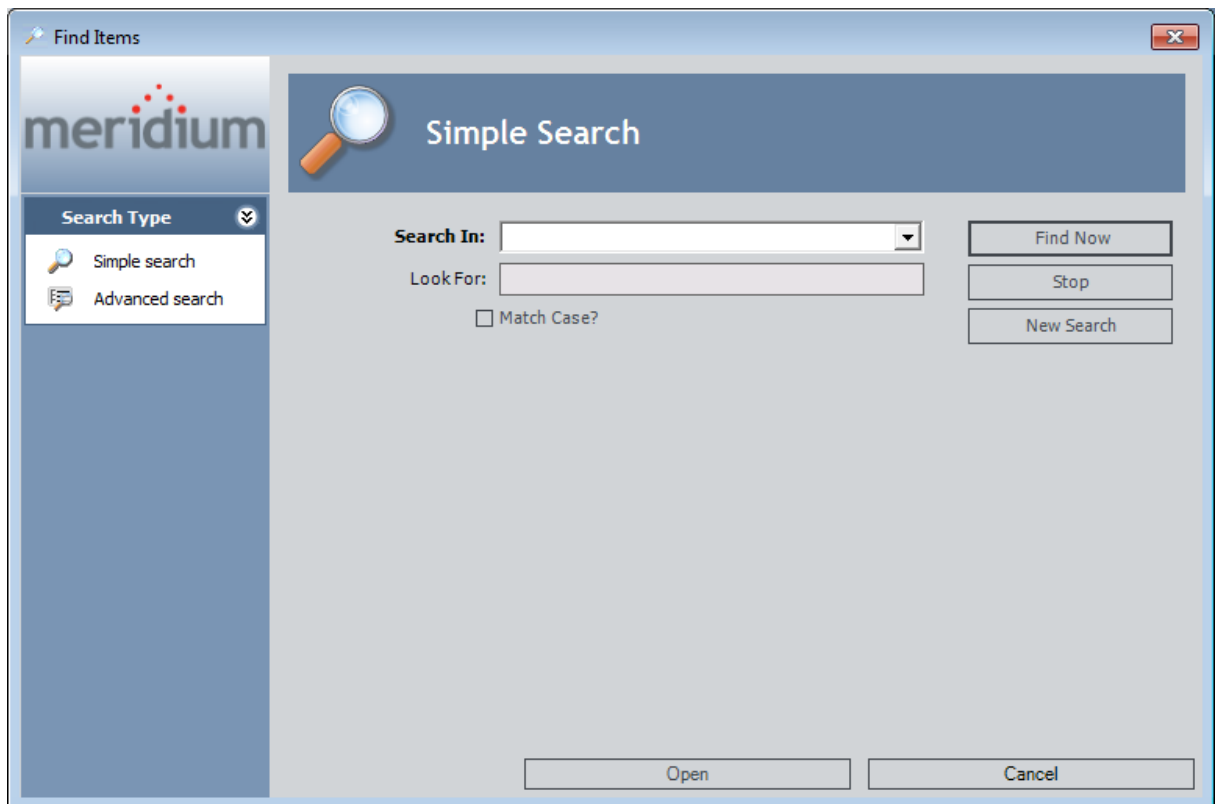 Find Items
meridium
Simple Search
Search Type
Simple search
Advanced search
Search In:
Look For:
Match Case?
Find Now
Stop
New Search
Open
Cancel